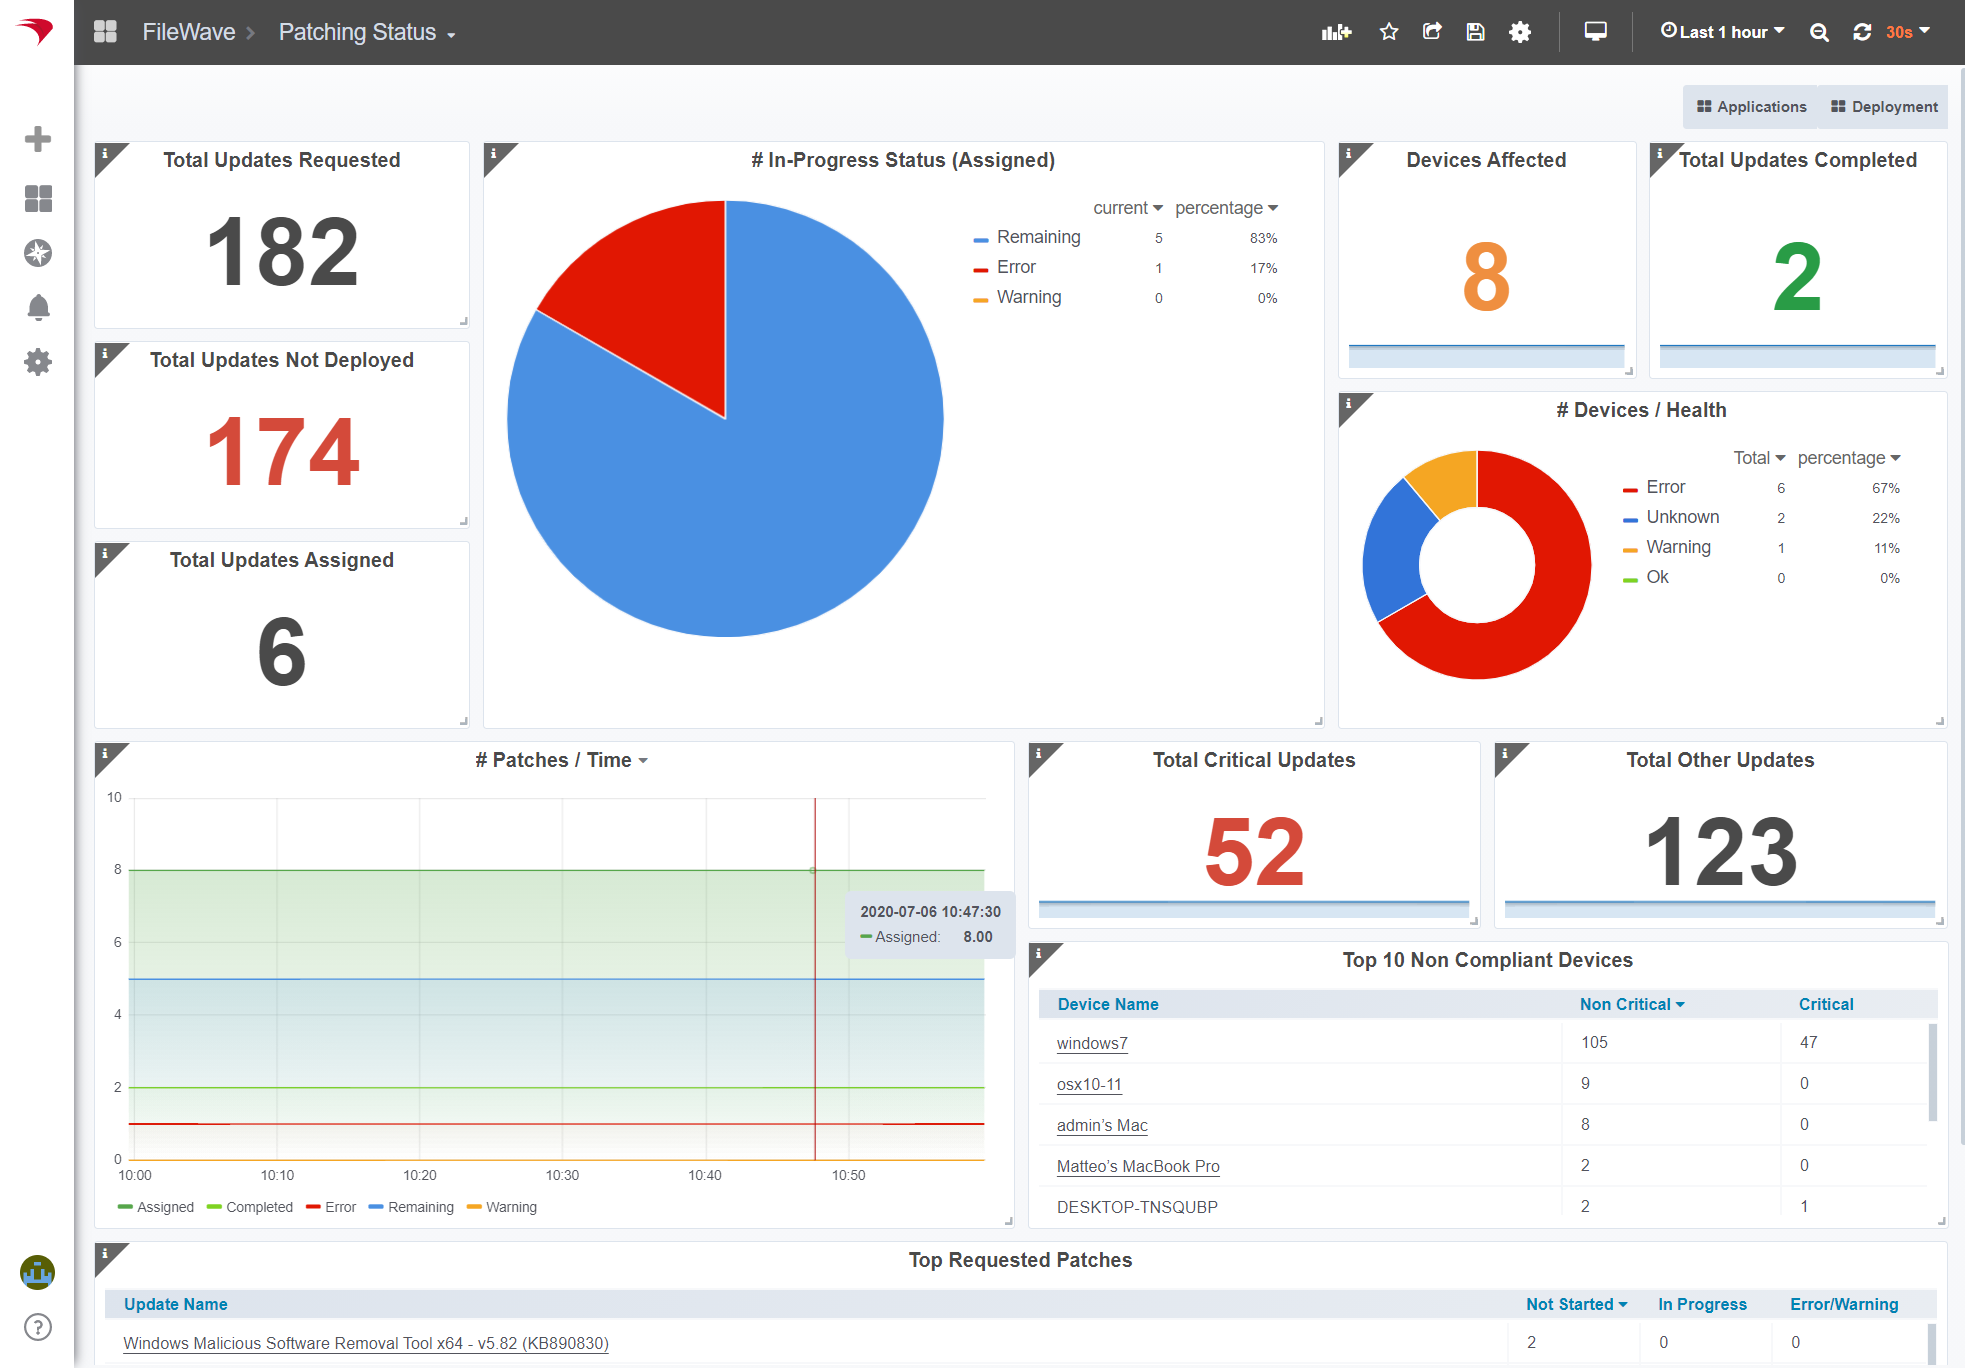 FileWave > Patching Status
Last 1 hour
30s
Applications
Deployment
Total Updates Requested
182
Total Updates Not Deployed
174
Total Updates Assigned
6
# In-Progress Status (Assigned)
current percentage
Remaining 5 83%
Error 1 17%
Warning 0 0%
Devices Affected
8
Total Updates Completed
2
# Devices / Health
Total percentage
Error 6 67%
Unknown 2 22%
Warning 1 11%
Ok 0 0%
# Patches / Time
10
8
6
4
2
0
10:00 10:10 10:20 10:30 10:40 10:50
2020-07-06 10:47:30
Assigned: 8.00
Assigned Completed Error Remaining Warning
Total Critical Updates
52
Total Other Updates
123
Top 10 Non Compliant Devices
Device Name Non Critical Critical
windows7 105 47
osx10-11 9 0
admin’s Mac 8 0
Matteo’s MacBook Pro 2 0
DESKTOP-TNSQUBP 2 1
Top Requested Patches
Update Name Not Started In Progress Error/Warning
Windows Malicious Software Removal Tool x64 - v5.82 (KB890830) 2 0 0